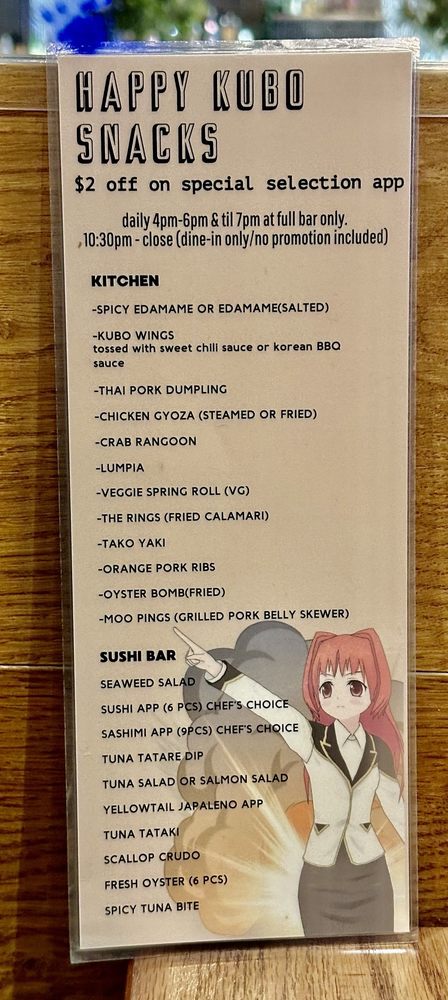 HAPPY KUBO
SNACKS
$2 off on special selection app
daily 4pm-6pm & til 7pm at full bar only.
10:30pm - close (dine-in only/no promotion included)
KITCHEN
-SPICY EDAMAME OR EDAMAME(SALTED)
-KUBO WINGS
tossed with sweet chili sauce or korean BBQ
sauce
-THAI PORK DUMPLING
-CHICKEN GYOZA (STEAMED OR FRIED)
-CRAB RANGOON
-LUMPIA
-VEGGIE SPRING ROLL (VG)
-THE RINGS (FRIED CALAMARI)
-TAKO YAKI
-ORANGE PORK RIBS
-OYSTER BOMB(FRIED)
-MOO PINGS (GRILLED PORK BELLY SKEWER)
SUSHI BAR
SEAWEED SALAD
SUSHI APP (6 PCS) CHEF'S CHOICE
SASHIMI APP (9PCS) CHEF'S CHOICE
TUNA TATARE DIP
TUNA SALAD OR SALMON SALAD
YELLOWTAIL JAPALENO APP
TUNA TATAKI
SCALLOP CRUDO
FRESH OYSTER (6 PCS)
SPICY TUNA BITE